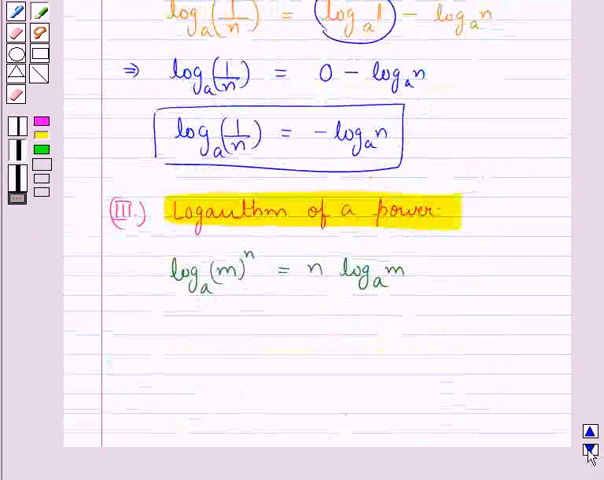 logₐ(1/n) = logₐ1 - logₐn
⇒ logₐ(1/n) = 0 - logₐn
logₐ(1/n) = -logₐn
(III.) Logarithm of a power.
logₐ(m)ⁿ = n logₐm